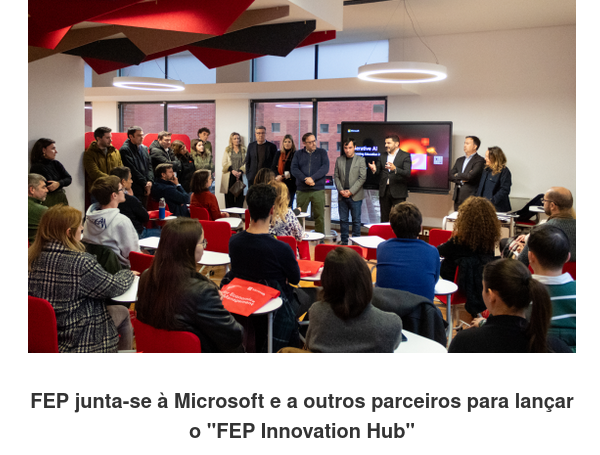 FEP junta-se à Microsoft e a outros parceiros para lançar
o "FEP Innovation Hub"